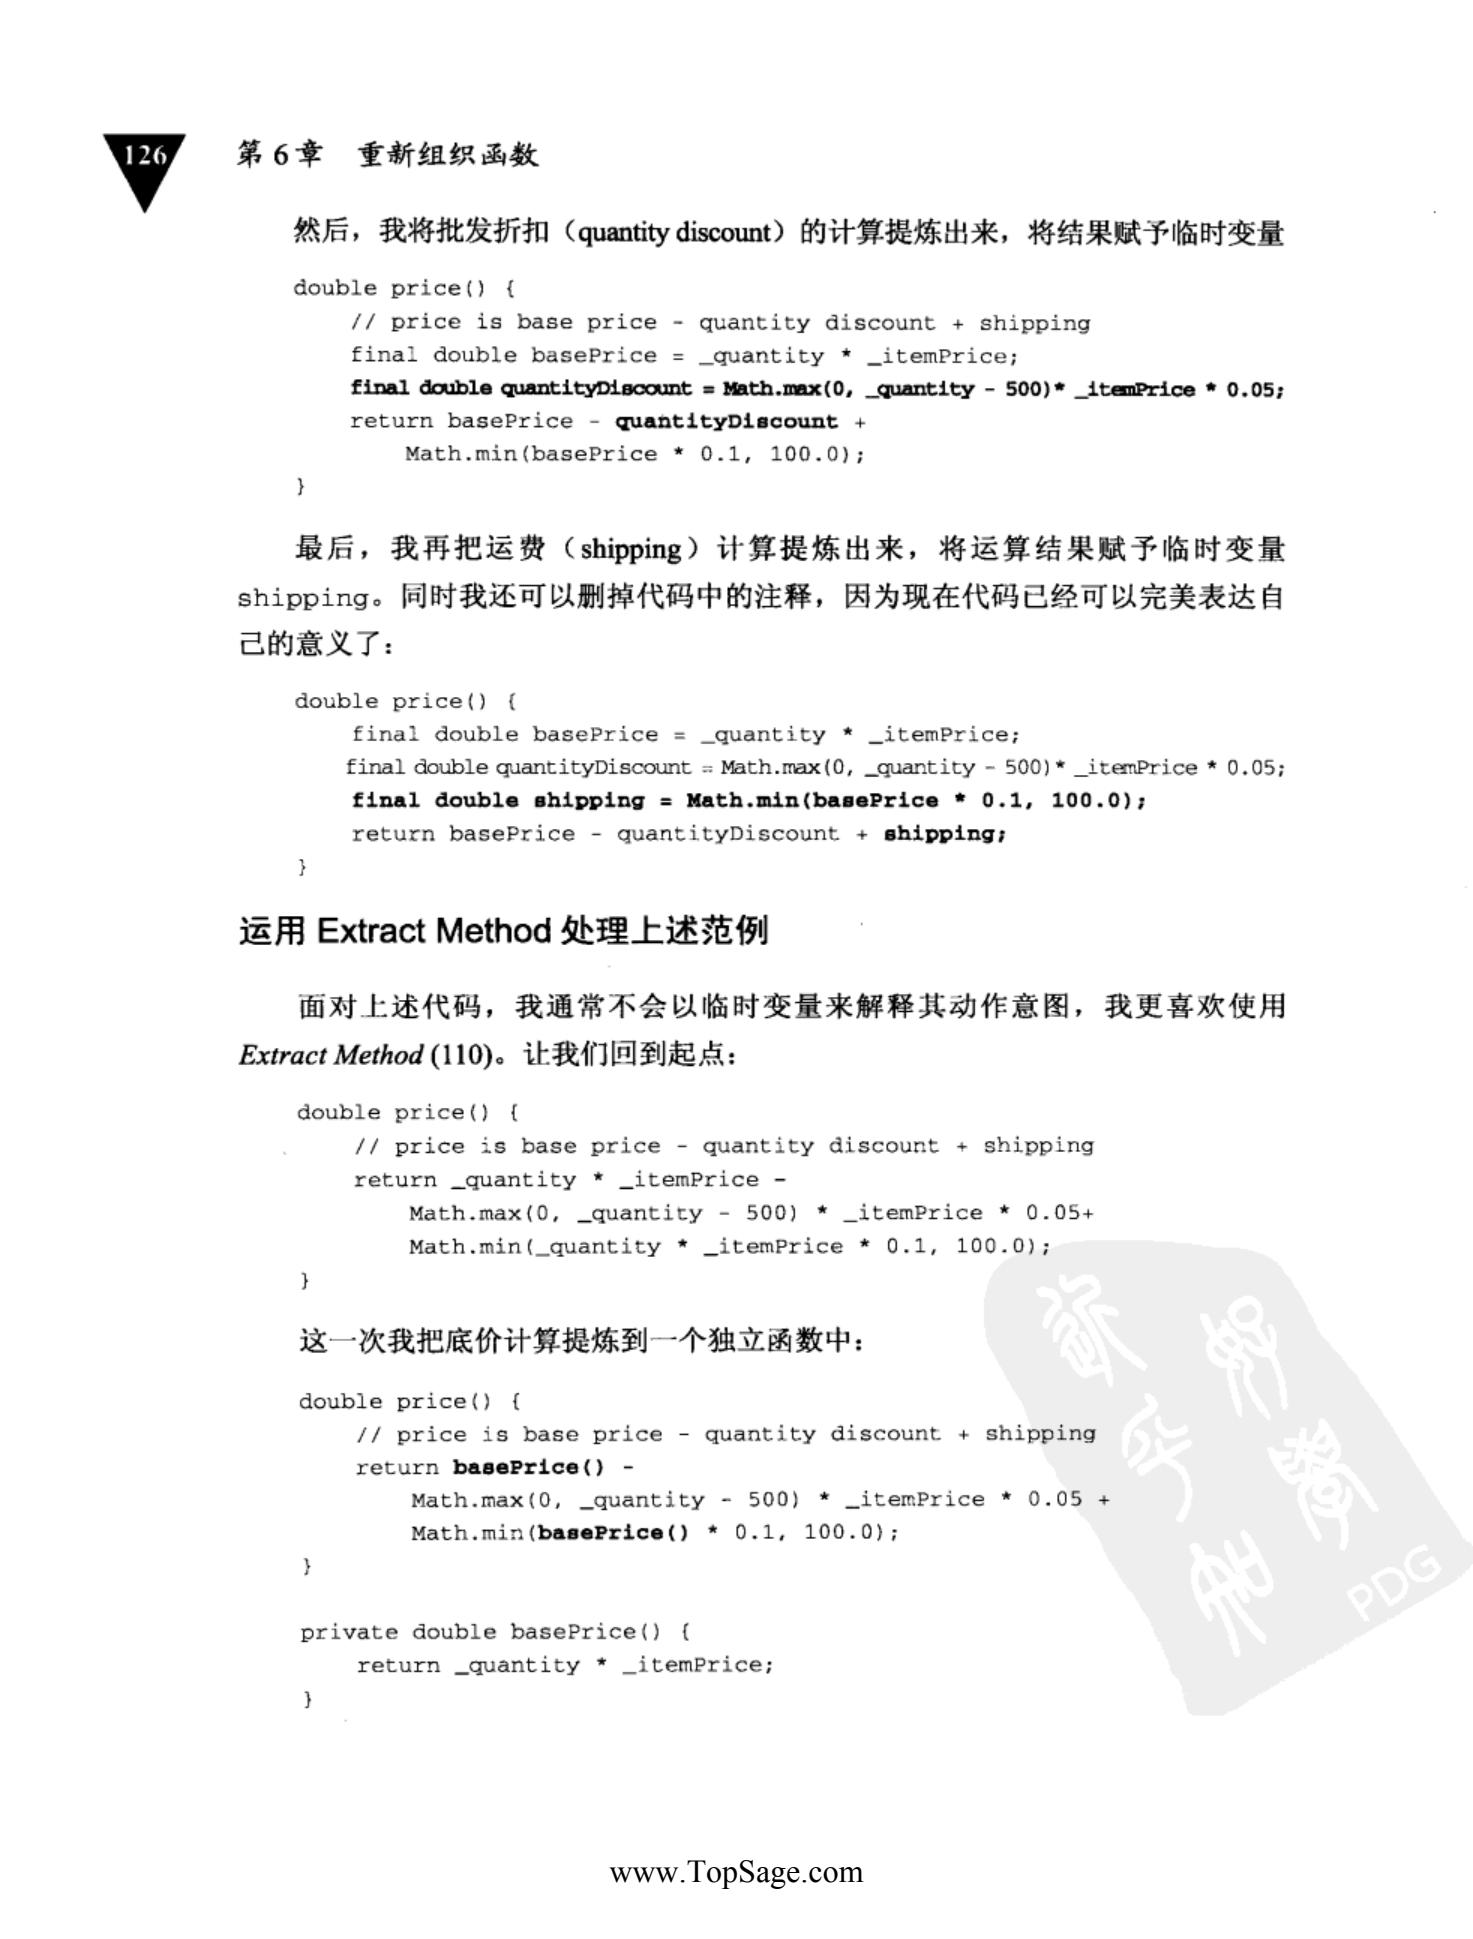 126
第 6 章 重新组织函数
然后，我将批发折扣（quantity discount）的计算提炼出来，将结果赋予临时变量
double price() {
// price is base price - quantity discount + shipping
final double basePrice = _quantity * _itemPrice;
final double quantityDiscount = Math.max(0, _quantity - 500)* _itemPrice * 0.05;
return basePrice - quantityDiscount +
Math.min(basePrice * 0.1, 100.0);
}
最后，我再把运费（shipping）计算提炼出来，将运算结果赋予临时变量
shipping。同时我还可以删掉代码中的注释，因为现在代码已经可以完美表达自
己的意义了：
double price() {
final double basePrice = _quantity * _itemPrice;
final double quantityDiscount = Math.max(0, _quantity - 500)* _itemPrice * 0.05;
final double shipping = Math.min(basePrice * 0.1, 100.0);
return basePrice - quantityDiscount + shipping;
}
运用 Extract Method 处理上述范例
面对上述代码，我通常不会以临时变量来解释其动作意图，我更喜欢使用
Extract Method (110)。让我们回到起点：
double price() {
// price is base price - quantity discount + shipping
return _quantity * _itemPrice -
Math.max(0, _quantity - 500) * _itemPrice * 0.05+
Math.min(_quantity * _itemPrice * 0.1, 100.0);
}
这一次我把底价计算提炼到一个独立函数中：
double price() {
// price is base price - quantity discount + shipping
return basePrice() -
Math.max(0, _quantity - 500) * _itemPrice * 0.05 +
Math.min(basePrice() * 0.1, 100.0);
}
private double basePrice() {
return _quantity * _itemPrice;
}
PDG
www.TopSage.com